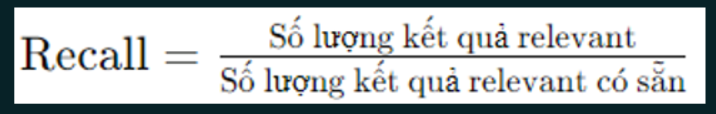 Recall = Số lượng kết quả relevant
Số lượng kết quả relevant có sẵn